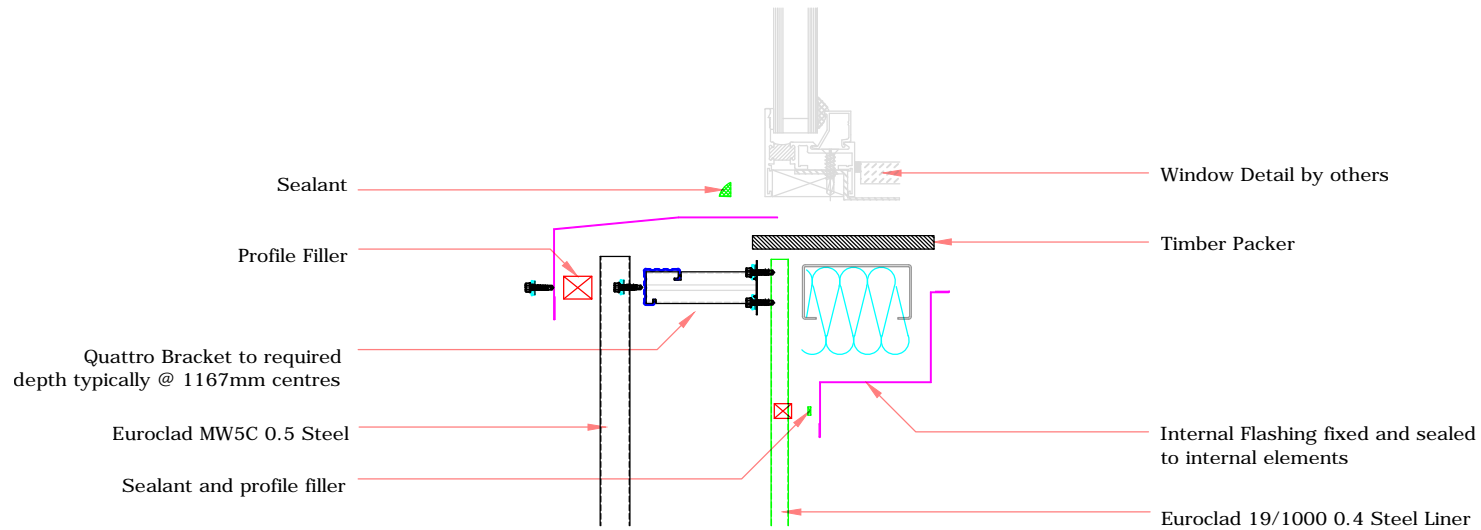 Sealant
Profile Filler
Quattro Bracket to required
depth typically @ 1167mm centres
Euroclad MW5C 0.5 Steel
Sealant and profile filler
Window Detail by others
Timber Packer
Internal Flashing fixed and sealed
to internal elements
Euroclad 19/1000 0.4 Steel Liner